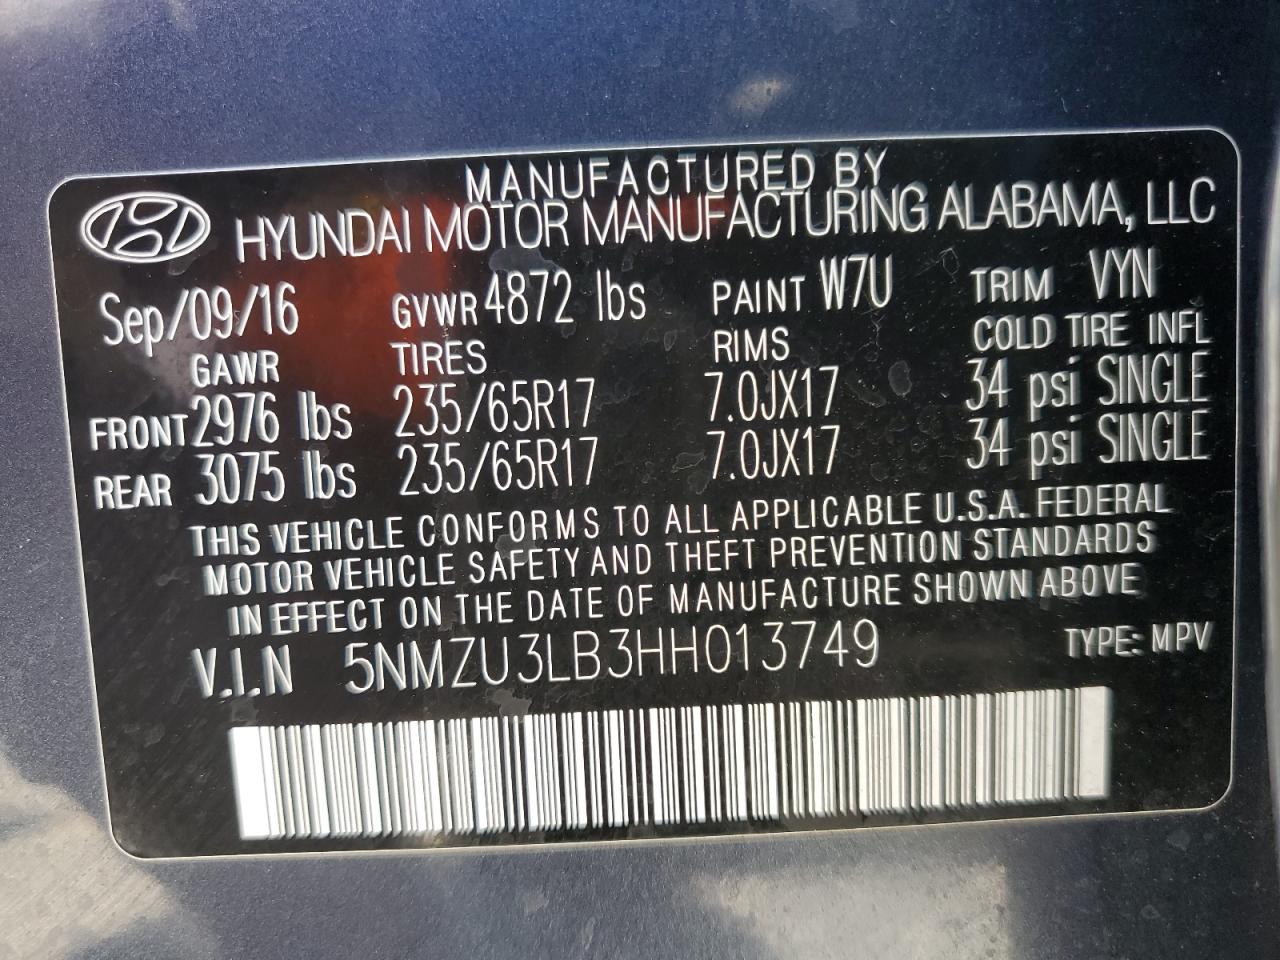 MANUFACTURED BY
HYUNDAI MOTOR MANUFACTURING ALABAMA, LLC
Sep/09/16 GVWR 4872 lbs PAINT W7U TRIM VYN
GAWR TIRES RIMS COLD TIRE INFL
FRONT 2976 lbs 235/65R17 7.0JX17 34 psi SINGLE
REAR 3075 lbs 235/65R17 7.0JX17 34 psi SINGLE
THIS VEHICLE CONFORMS TO ALL APPLICABLE U.S.A. FEDERAL
MOTOR VEHICLE SAFETY AND THEFT PREVENTION STANDARDS
IN EFFECT ON THE DATE OF MANUFACTURE SHOWN ABOVE
V.I.N 5NMZU3LB3HH013749 TYPE: MPV